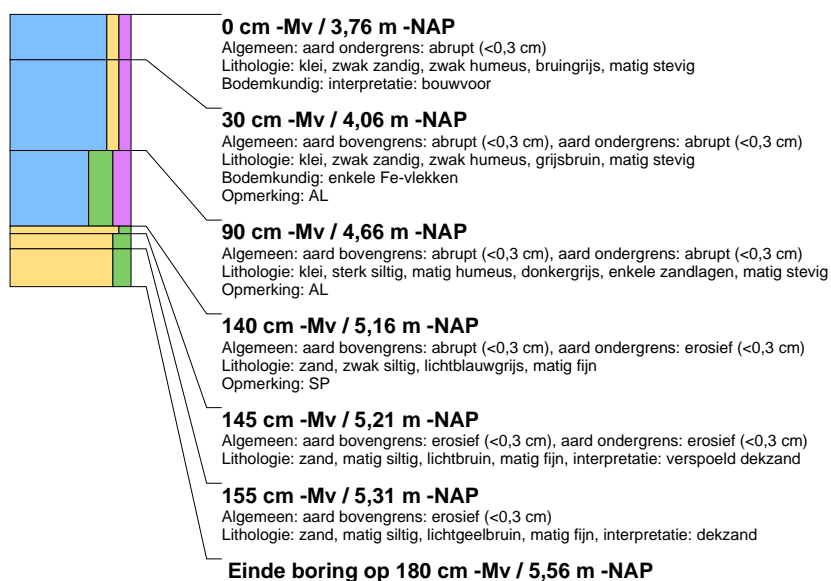 0 cm -Mv / 3,76 m -NAP
Algemeen: aard ondergrens: abrupt (<0,3 cm)
Lithologie: klei, zwak zandig, zwak humeus, bruingrijs, matig stevig
Bodemkundig: interpretatie: bouwvoor
30 cm -Mv / 4,06 m -NAP
Algemeen: aard bovengrens: abrupt (<0,3 cm), aard ondergrens: abrupt (<0,3 cm)
Lithologie: klei, zwak zandig, zwak humeus, grijsbruin, matig stevig
Bodemkundig: enkele Fe-vlekken
Opmerking: AL
90 cm -Mv / 4,66 m -NAP
Algemeen: aard bovengrens: abrupt (<0,3 cm), aard ondergrens: abrupt (<0,3 cm)
Lithologie: klei, sterk siltig, matig humeus, donkergrijs, enkele zandlagen, matig stevig
Opmerking: AL
140 cm -Mv / 5,16 m -NAP
Algemeen: aard bovengrens: abrupt (<0,3 cm), aard ondergrens: erosief (<0,3 cm)
Lithologie: zand, zwak siltig, lichtblauwgrijs, matig fijn
Opmerking: SP
145 cm -Mv / 5,21 m -NAP
Algemeen: aard bovengrens: erosief (<0,3 cm), aard ondergrens: erosief (<0,3 cm)
Lithologie: zand, matig siltig, lichtbruin, matig fijn, interpretatie: verspoeld dekzand
155 cm -Mv / 5,31 m -NAP
Algemeen: aard bovengrens: erosief (<0,3 cm)
Lithologie: zand, matig siltig, lichtgeelbruin, matig fijn, interpretatie: dekzand
Einde boring op 180 cm -Mv / 5,56 m -NAP